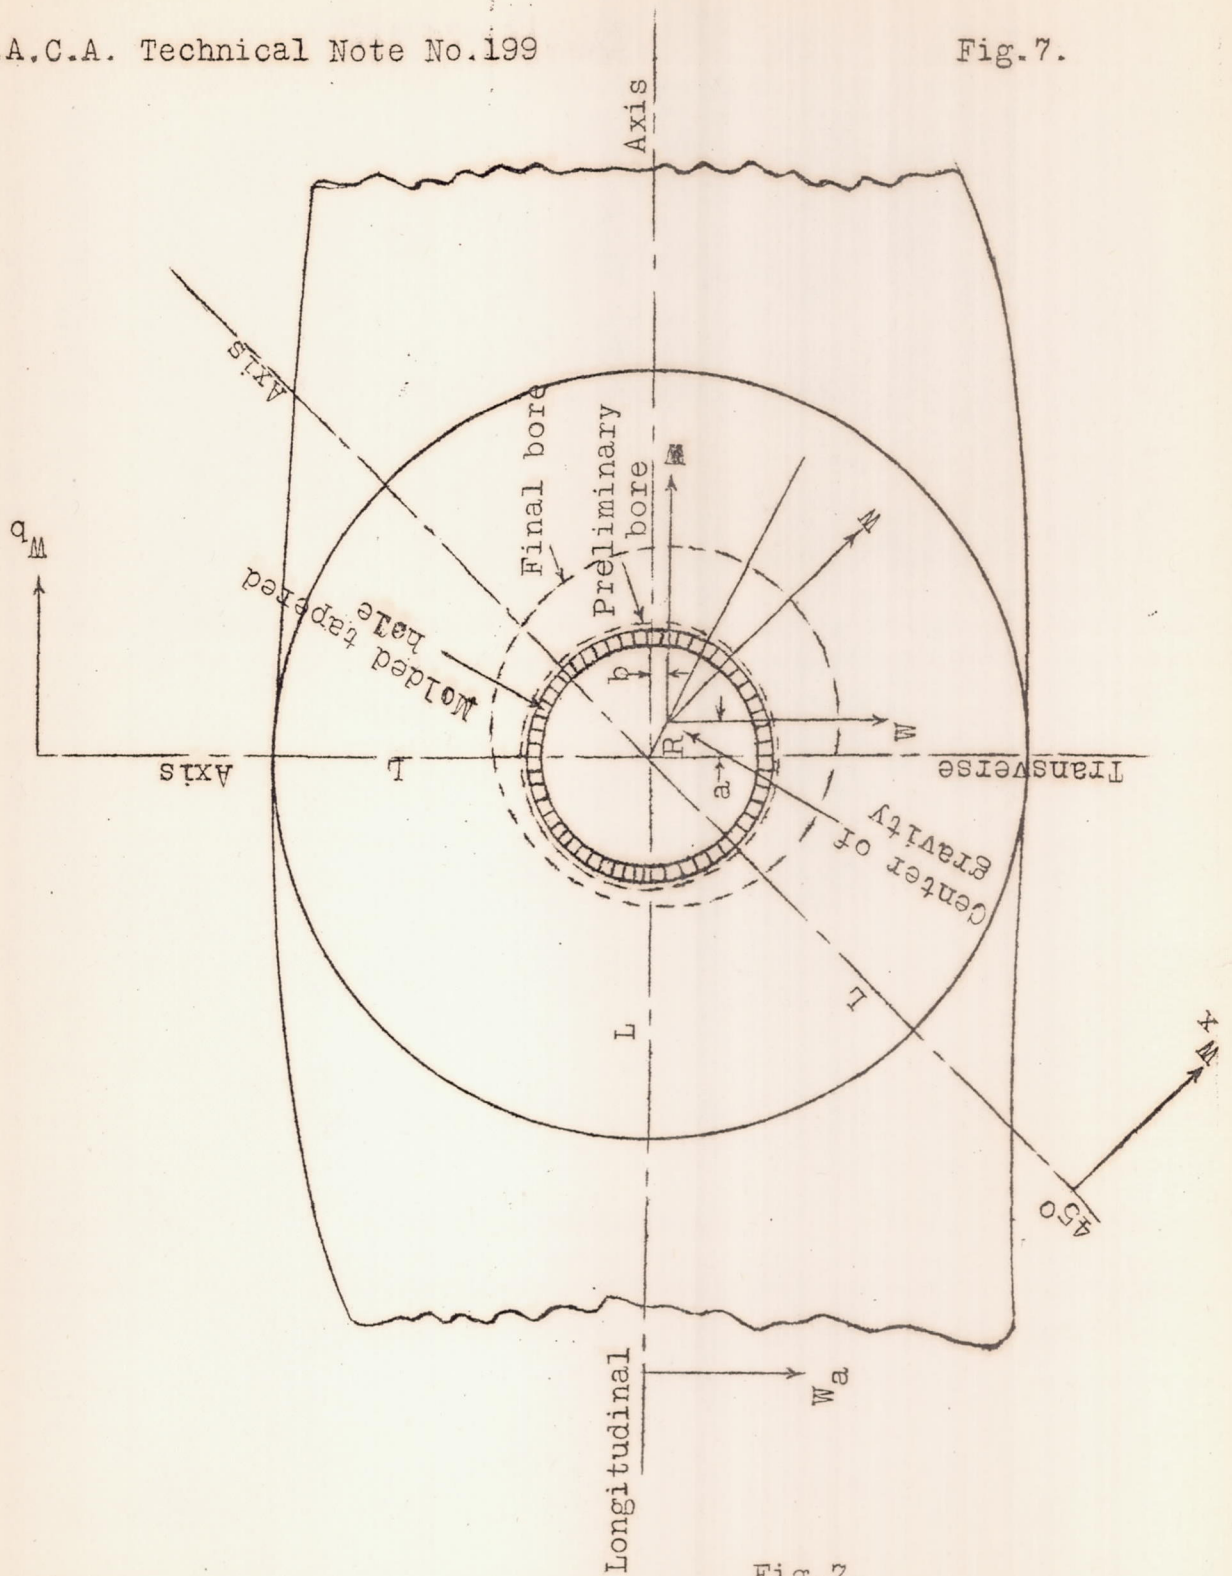 A.C.A. Technical Note No.199
Fig.7.
Axis
Axis
Final bore
Preliminary
bore
W
W
Wb
Molded tapered
hole
b
W
R
Axis
L
a
Transverse
Center of
gravity
L
L
Wx
450
Wa
Longitudinal
Fig.7